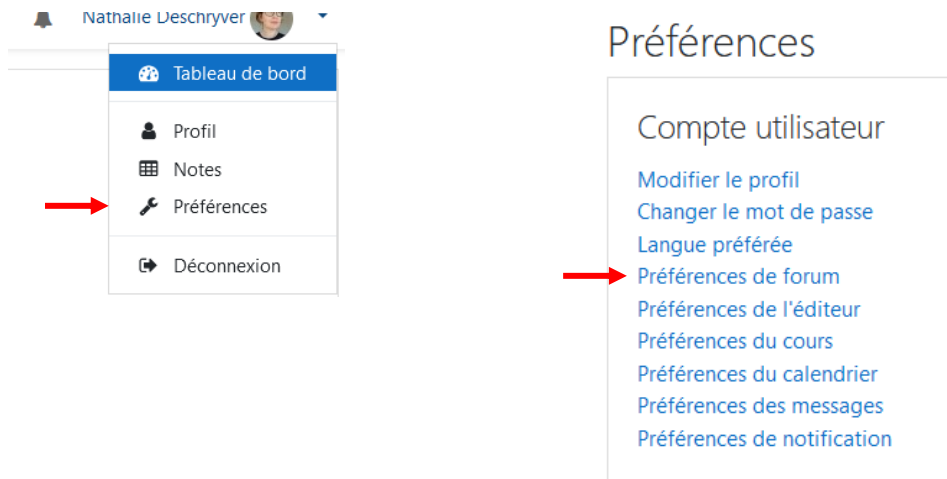 Nathalie Deschryver
Tableau de bord
Profil
Notes
Préférences
Déconnexion
Préférences
Compte utilisateur
Modifier le profil
Changer le mot de passe
Langue préférée
Préférences de forum
Préférences de l'éditeur
Préférences du cours
Préférences du calendrier
Préférences des messages
Préférences de notification